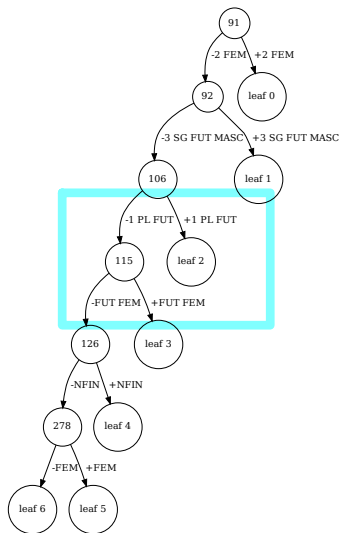 91
-2 FEM +2 FEM
92 leaf 0
-3 SG FUT MASC +3 SG FUT MASC
106 leaf 1
-1 PL FUT +1 PL FUT
115 leaf 2
-FUT FEM +FUT FEM
126 leaf 3
-NFIN +NFIN
278 leaf 4
-FEM +FEM
leaf 6 leaf 5